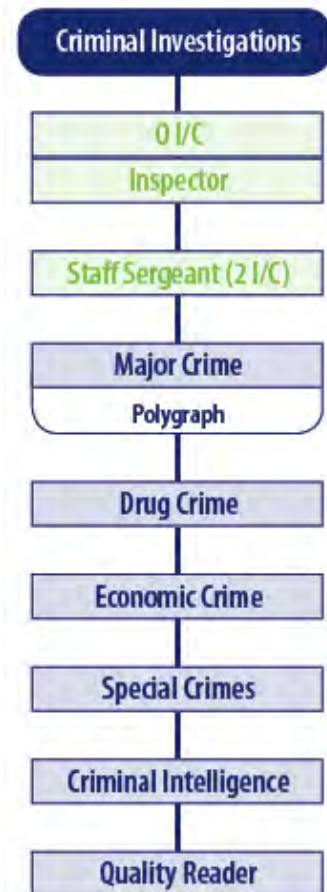 Criminal Investigations
O I/C
Inspector
Staff Sergeant (2 I/C)
Major Crime
Polygraph
Drug Crime
Economic Crime
Special Crimes
Criminal Intelligence
Quality Reader